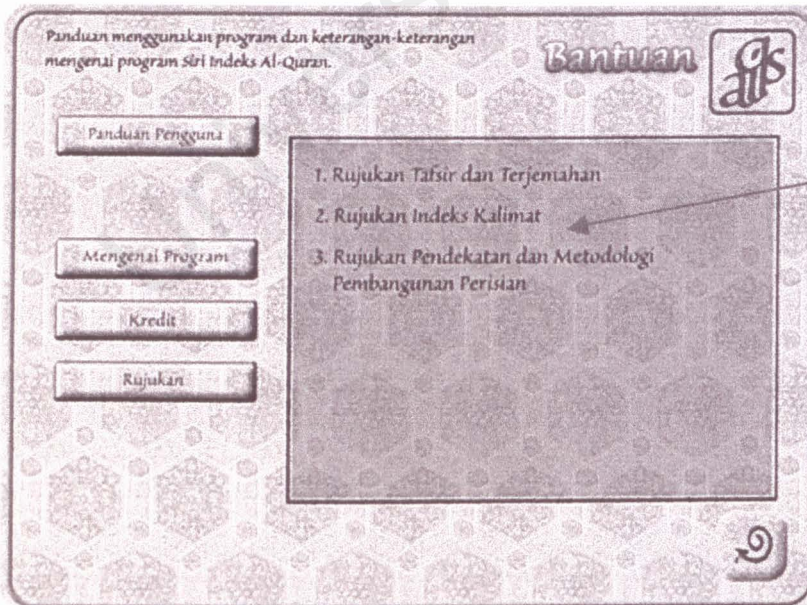 Panduan menggunakan program dan keterangan-keterangan
mengenai program Siri Indeks Al-Quran.
Bantuan
Panduan Pengguna
1. Rujukan Tafsir dan Terjemahan
2. Rujukan Indeks Kalimat
3. Rujukan Pendekatan dan Metodologi
Pembangunan Perisian
Mengenai Program
Kredit
Rujukan